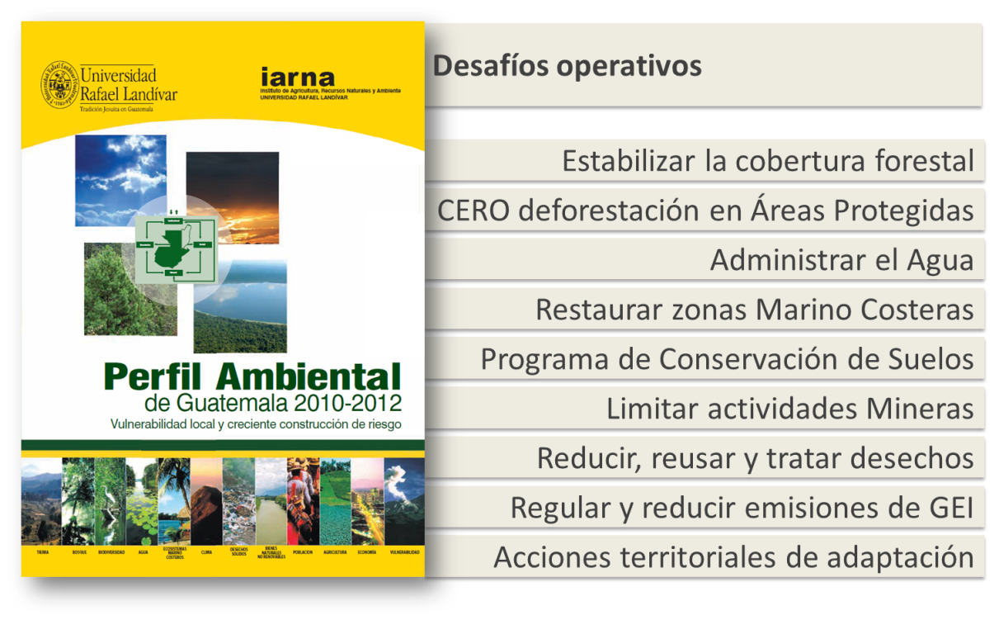 Universidad
Rafael Landívar
Tradición Jesuita en Guatemala
iarna
Instituto de Agricultura, Recursos Naturales y Ambiente
UNIVERSIDAD RAFAEL LANDÍVAR
Perfil Ambiental
de Guatemala 2010-2012
Vulnerabilidad local y creciente construcción de riesgo
TIERRA
BOSQUE
BIODIVERSIDAD
AGUA
ECOSISTEMAS
MARINO
COSTEROS
CLIMA
DESECHOS
SOLIDOS
BIENES
NATURALES
NO RENOVABLES
POBLACION
AGRICULTURA
ECONOMÍA
VULNERABILIDAD
Desafíos operativos
Estabilizar la cobertura forestal
CERO deforestación en Áreas Protegidas
Administrar el Agua
Restaurar zonas Marino Costeras
Programa de Conservación de Suelos
Limitar actividades Mineras
Reducir, reusar y tratar desechos
Regular y reducir emisiones de GEI
Acciones territoriales de adaptación